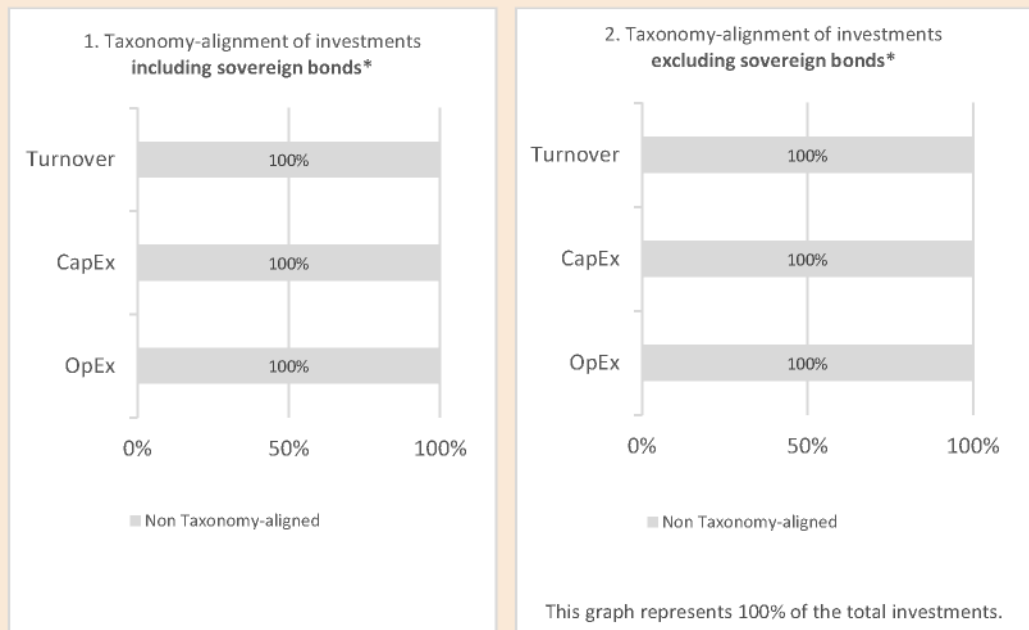 1. Taxonomy-alignment of investments
including sovereign bonds*
Turnover
100%
CapEx
100%
OpEx
100%
0%
50%
100%
Non Taxonomy-aligned
2. Taxonomy-alignment of investments
excluding sovereign bonds*
Turnover
100%
CapEx
100%
OpEx
100%
0%
50%
100%
Non Taxonomy-aligned
This graph represents 100% of the total investments.